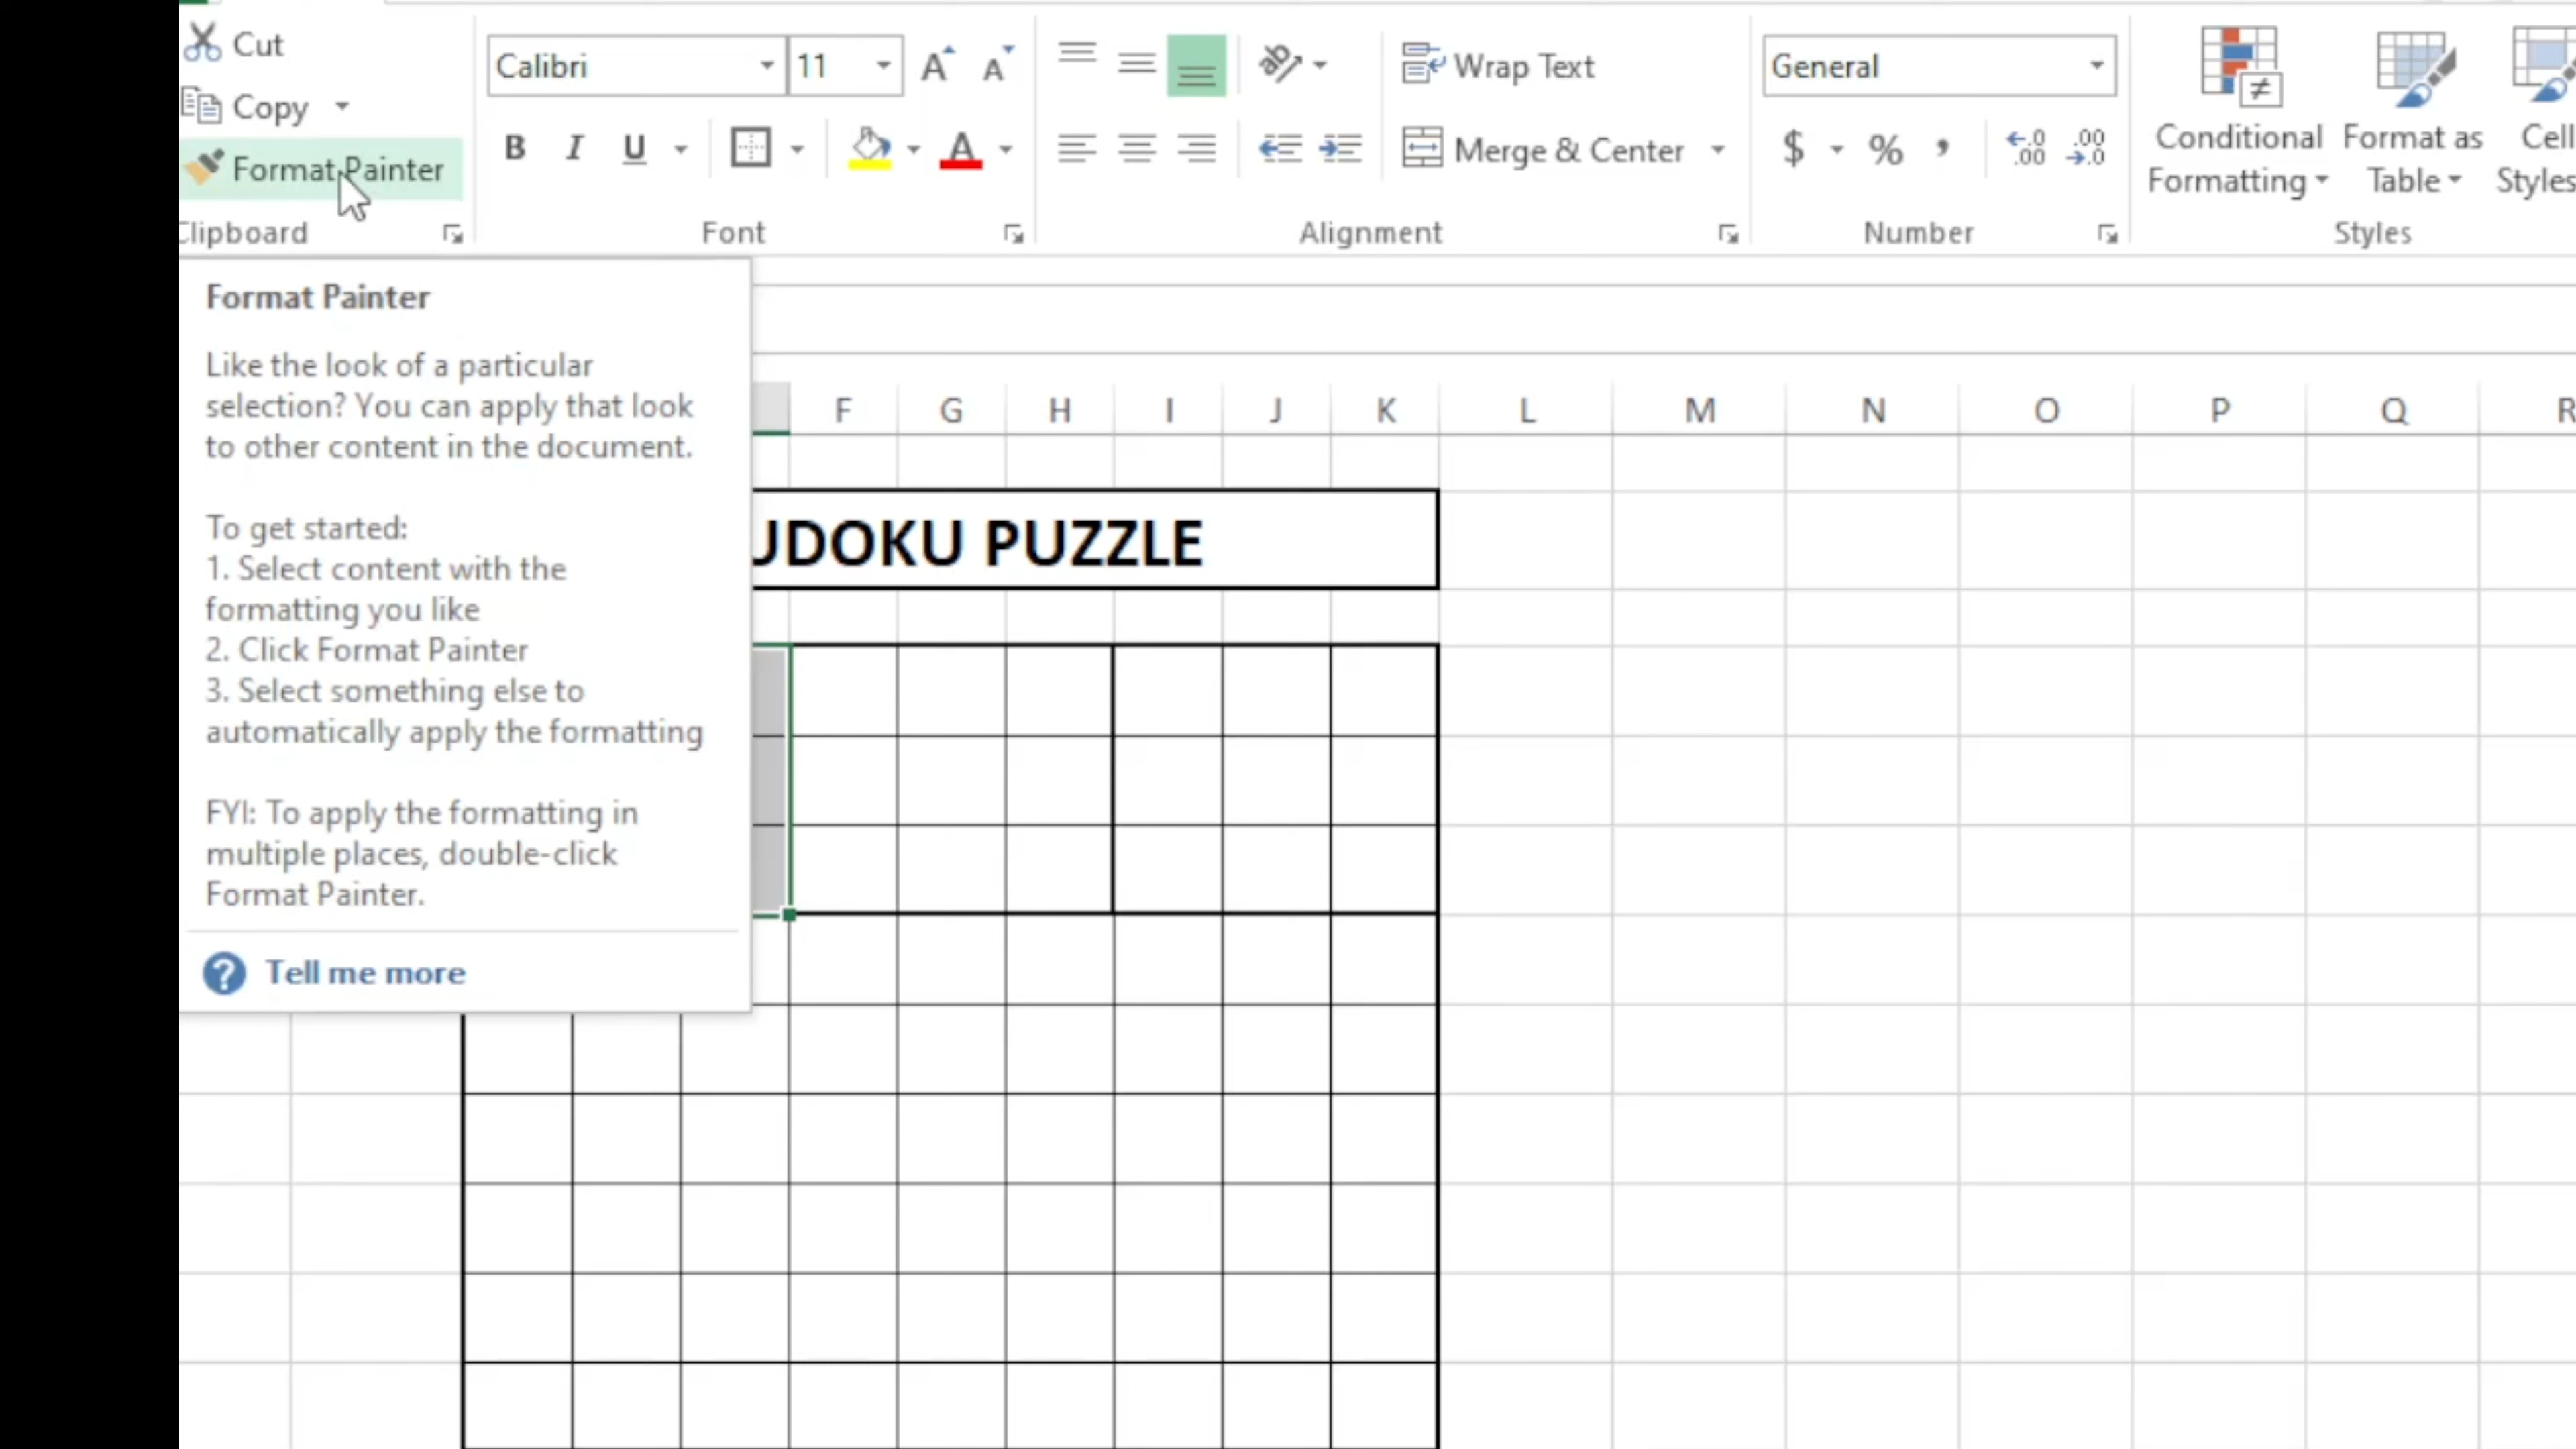 Cut
Copy
Format Painter
Clipboard
Calibri
11
B I U
Font
Wrap Text
Merge & Center
Alignment
General
$ % ,
Number
Conditional
Formatting
Format as
Table
Cell
Styles
Styles
Format Painter
Like the look of a particular
selection? You can apply that look
to other content in the document.
To get started:
1. Select content with the
formatting you like
2. Click Format Painter
3. Select something else to
automatically apply the formatting
FYI: To apply the formatting in
multiple places, double-click
Format Painter.
Tell me more
F G H I J K L M N O P Q R
UDOKU PUZZLE